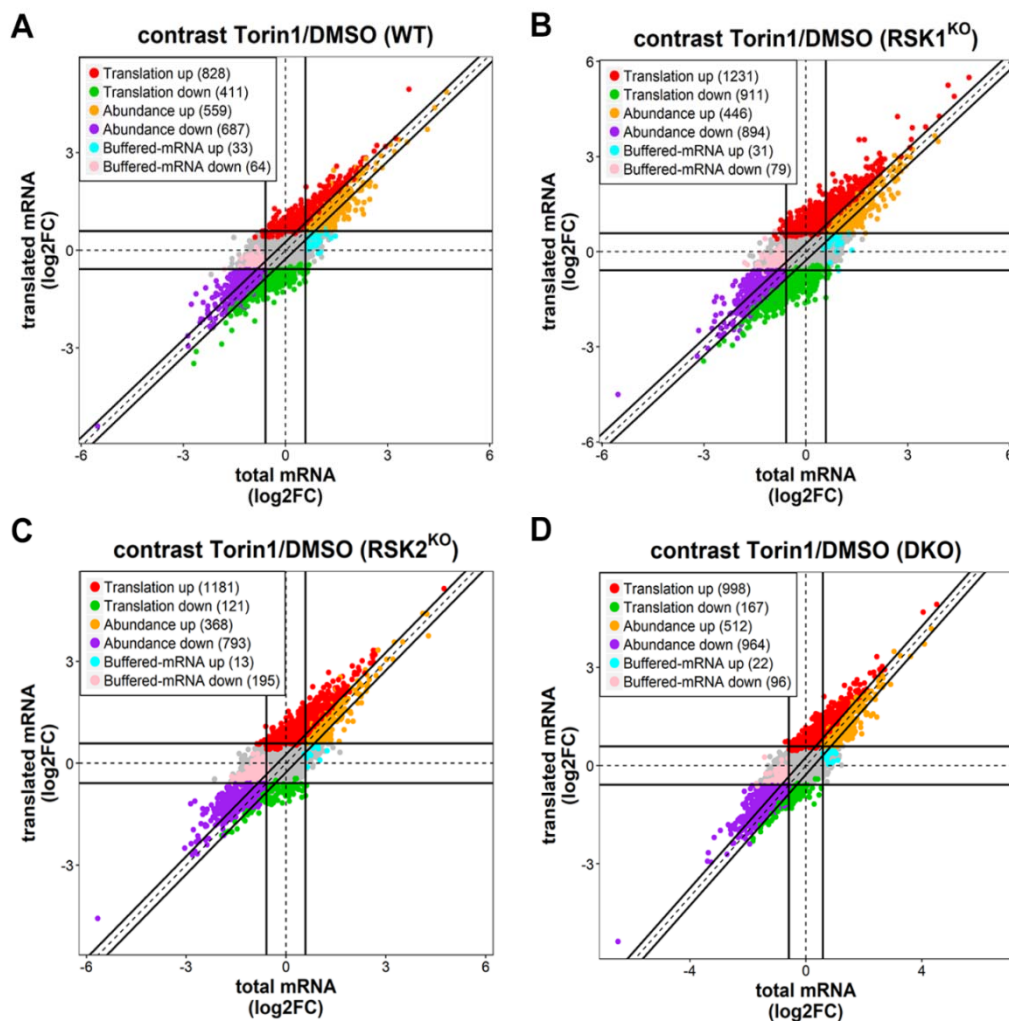 A
contrast Torin1/DMSO (WT)
Translation up (828)
Translation down (411)
Abundance up (559)
Abundance down (687)
Buffered-mRNA up (33)
Buffered-mRNA down (64)
translated mRNA
(log2FC)
3
0
-3
-6
-3
0
3
6
total mRNA
(log2FC)
B
contrast Torin1/DMSO (RSK1^KO)
Translation up (1231)
Translation down (911)
Abundance up (446)
Abundance down (894)
Buffered-mRNA up (31)
Buffered-mRNA down (79)
translated mRNA
(log2FC)
6
3
0
-3
-6
-6
-3
0
3
6
total mRNA
(log2FC)
C
contrast Torin1/DMSO (RSK2^KO)
Translation up (1181)
Translation down (121)
Abundance up (368)
Abundance down (793)
Buffered-mRNA up (13)
Buffered-mRNA down (195)
translated mRNA
(log2FC)
3
0
-3
-6
-3
0
3
6
total mRNA
(log2FC)
D
contrast Torin1/DMSO (DKO)
Translation up (998)
Translation down (167)
Abundance up (512)
Abundance down (964)
Buffered-mRNA up (22)
Buffered-mRNA down (96)
translated mRNA
(log2FC)
3
0
-3
-4
0
4
total mRNA
(log2FC)